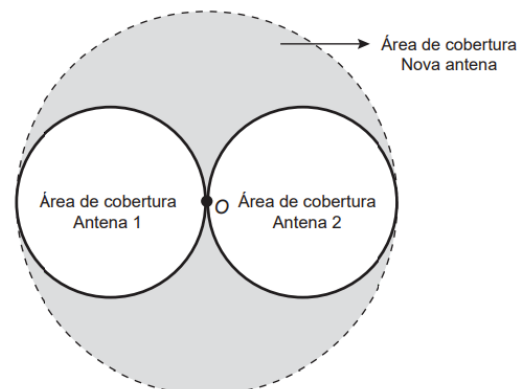 Área de cobertura
Nova antena
Área de cobertura
Antena 1
O
Área de cobertura
Antena 2